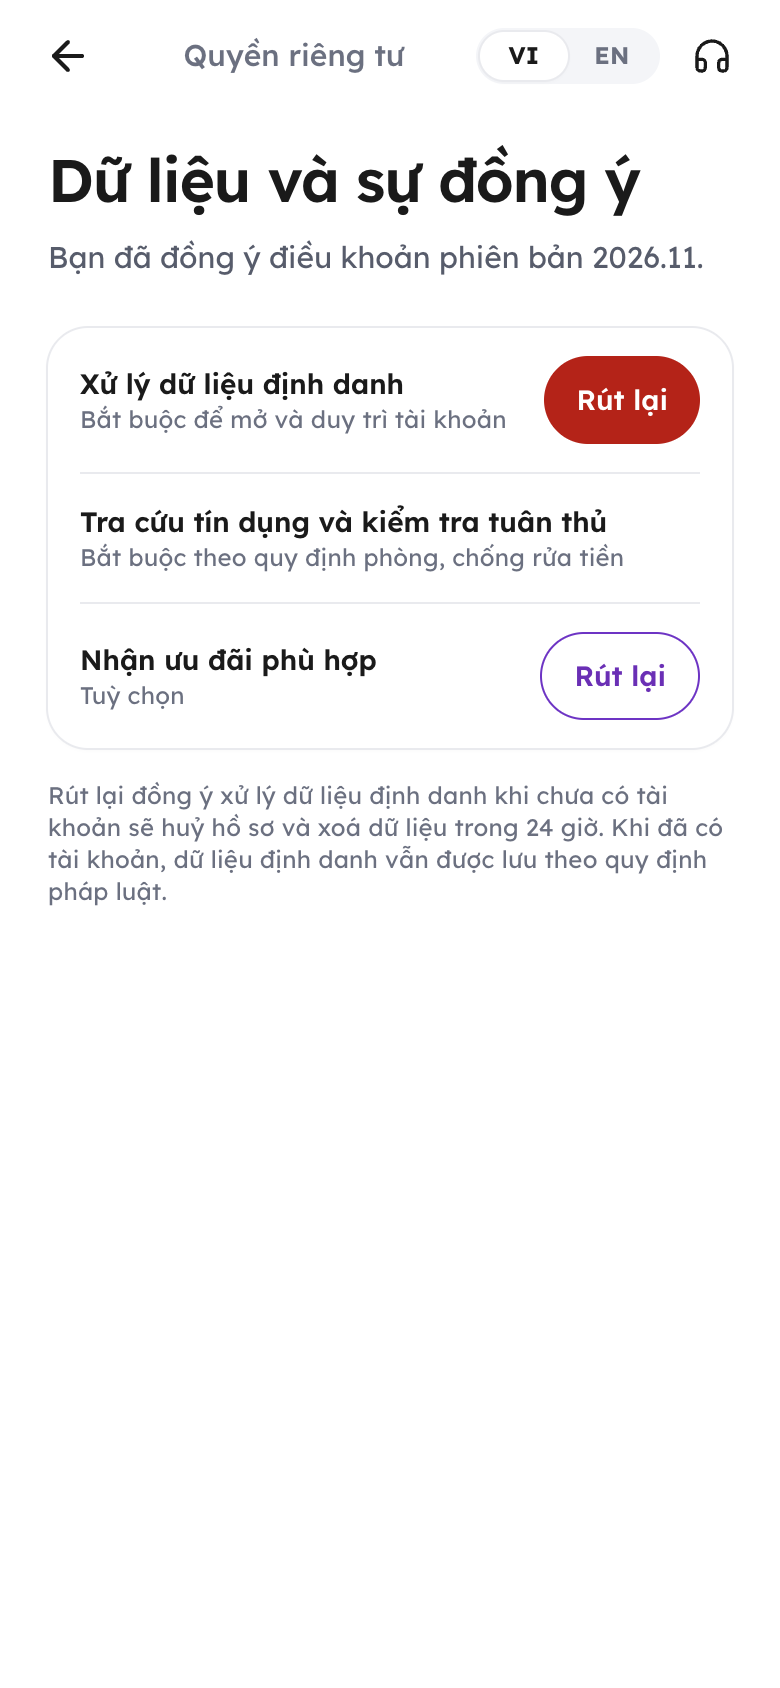 Quyền riêng tư
VI
EN
Dữ liệu và sự đồng ý
Bạn đã đồng ý điều khoản phiên bản 2026.11.
Xử lý dữ liệu định danh
Bắt buộc để mở và duy trì tài khoản
Rút lại
Tra cứu tín dụng và kiểm tra tuân thủ
Bắt buộc theo quy định phòng, chống rửa tiền
Nhận ưu đãi phù hợp
Tuỳ chọn
Rút lại
Rút lại đồng ý xử lý dữ liệu định danh khi chưa có tài
khoản sẽ huỷ hồ sơ và xoá dữ liệu trong 24 giờ. Khi đã có
tài khoản, dữ liệu định danh vẫn được lưu theo quy định
pháp luật.